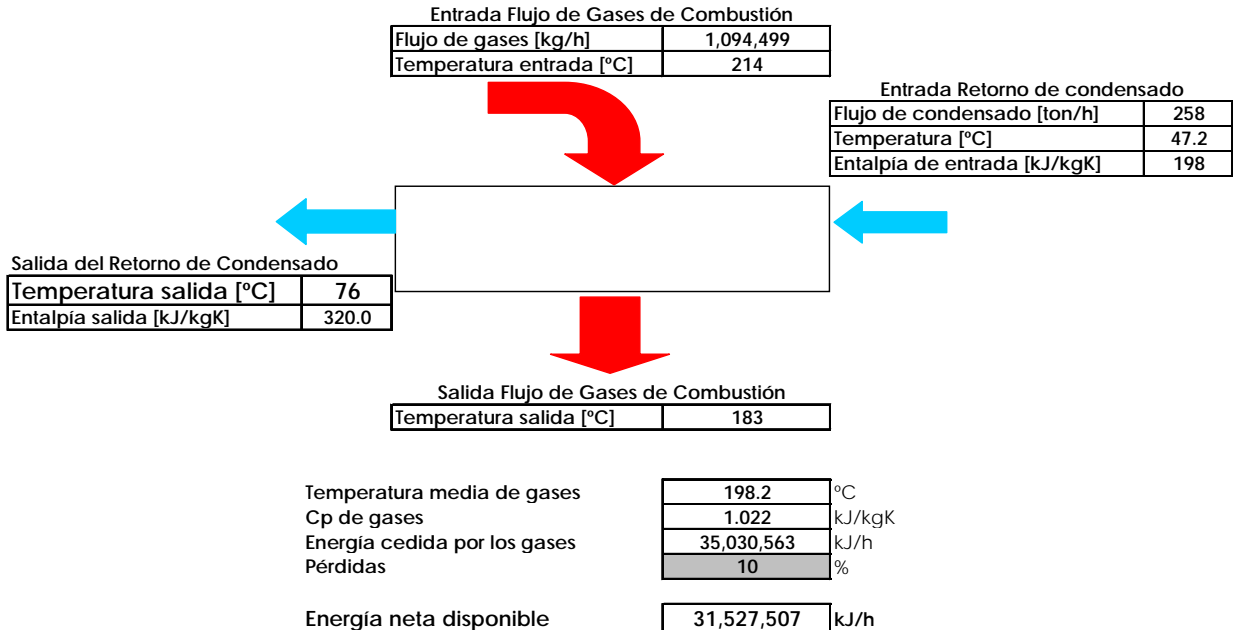 Entrada Flujo de Gases de Combustión
Flujo de gases [kg/h] 1,094,499
Temperatura entrada [ºC] 214
Entrada Retorno de condensado
Flujo de condensado [ton/h] 258
Temperatura [ºC] 47.2
Entalpía de entrada [kJ/kgK] 198
Salida del Retorno de Condensado
Temperatura salida [ºC] 76
Entalpía salida [kJ/kgK] 320.0
Salida Flujo de Gases de Combustión
Temperatura salida [ºC] 183
Temperatura media de gases 198.2 ºC
Cp de gases 1.022 kJ/kgK
Energía cedida por los gases 35,030,563 kJ/h
Pérdidas 10 %
Energía neta disponible 31,527,507 kJ/h